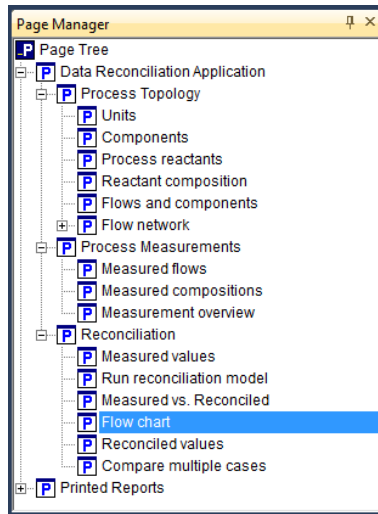 Page Manager
Page Tree
Data Reconciliation Application
Process Topology
Units
Components
Process reactants
Reactant composition
Flows and components
Flow network
Process Measurements
Measured flows
Measured compositions
Measurement overview
Reconciliation
Measured values
Run reconciliation model
Measured vs. Reconciled
Flow chart
Reconciled values
Compare multiple cases
Printed Reports